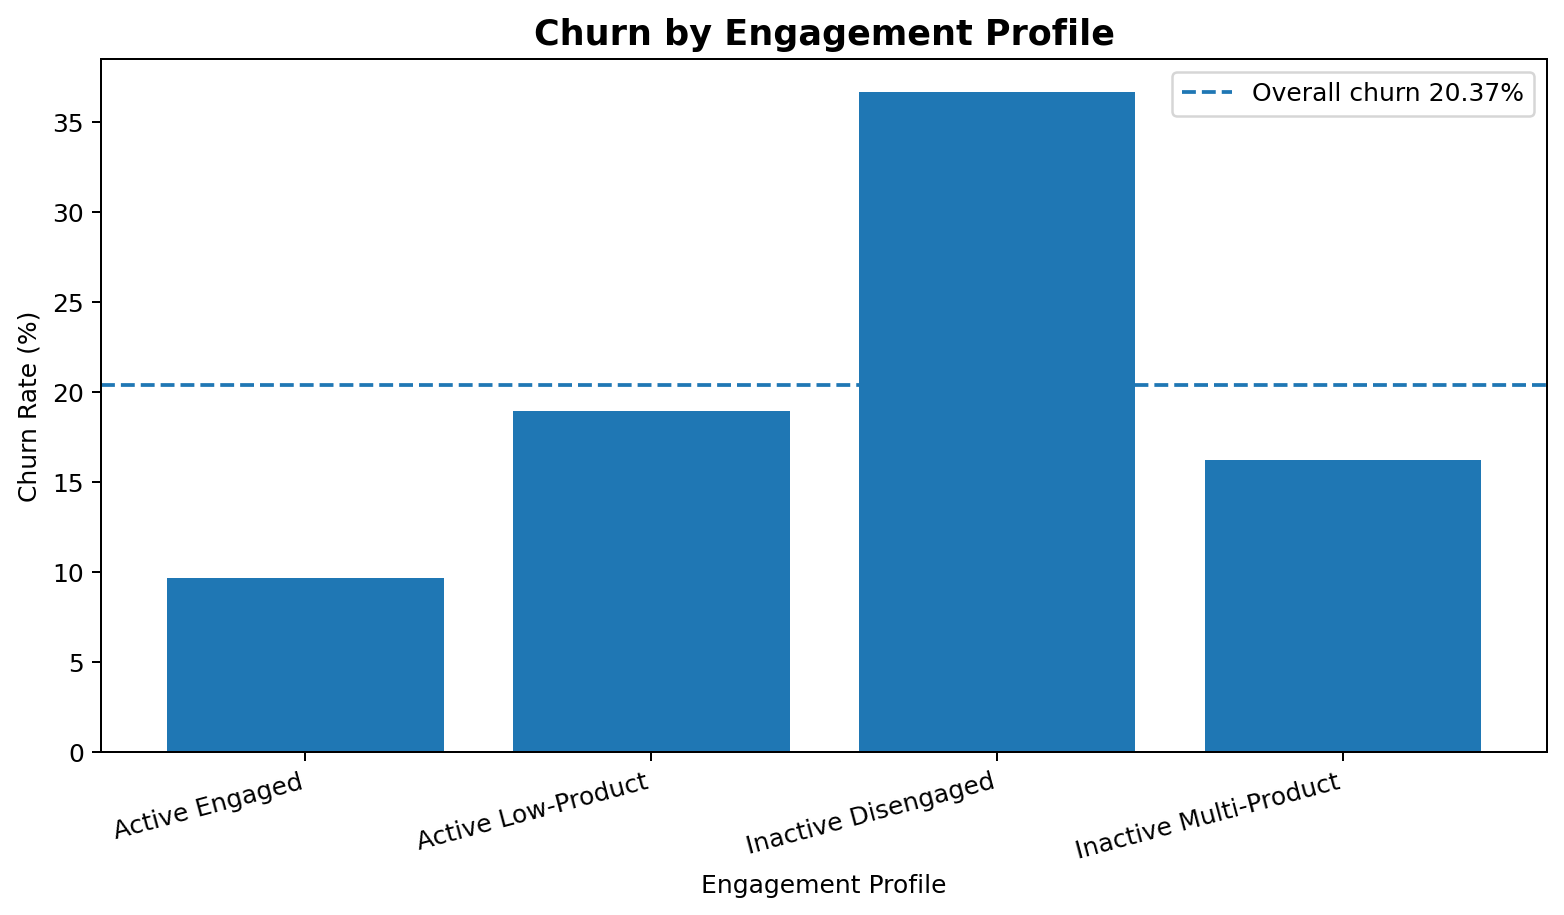 Churn by Engagement Profile
Overall churn 20.37%
Churn Rate (%)
35
30
25
20
15
10
5
0
Active Engaged
Active Low-Product
Inactive Disengaged
Inactive Multi-Product
Engagement Profile